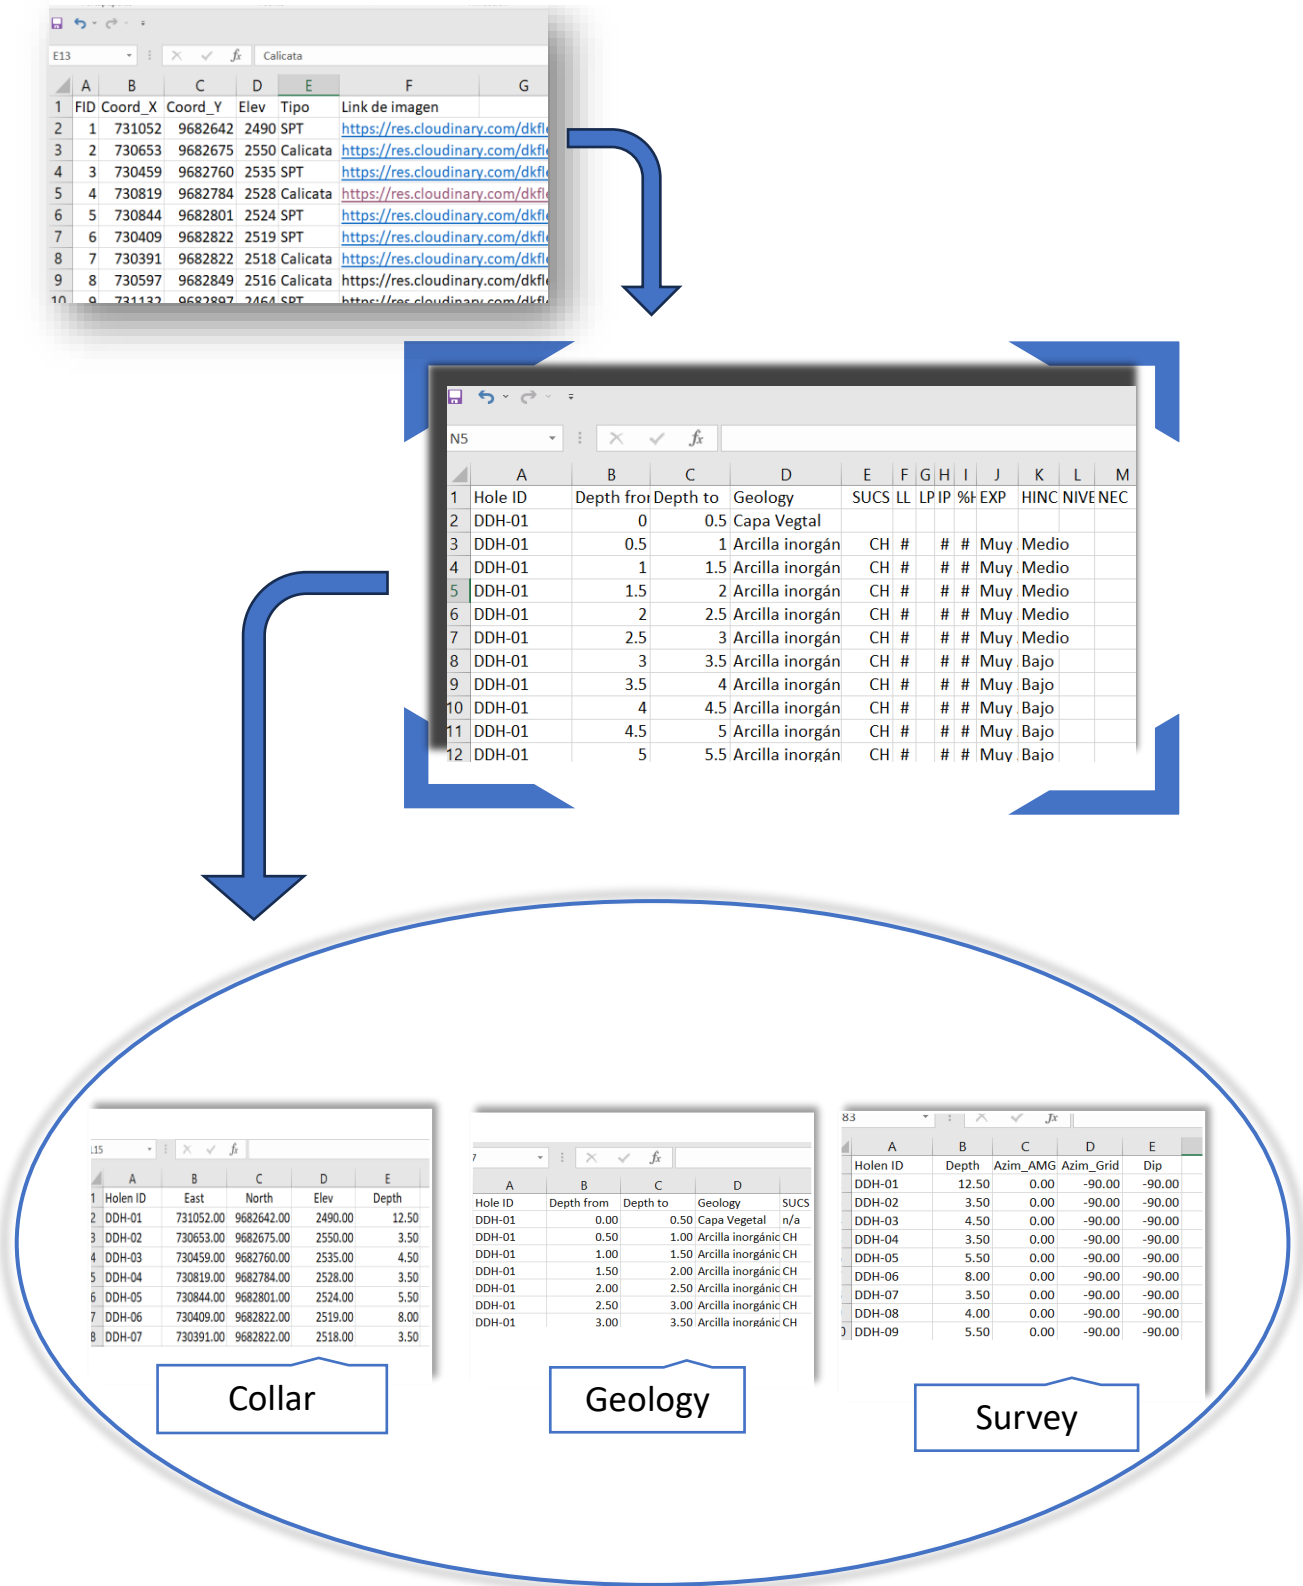 E13 fx Calicata
A B C D E F G
1 FID Coord_X Coord_Y Elev Tipo Link de imagen
2 1 731052 9682642 2490 SPT https://res.cloudinary.com/dkfl
3 2 730653 9682675 2550 Calicata https://res.cloudinary.com/dkfl
4 3 730459 9682760 2535 SPT https://res.cloudinary.com/dkfl
5 4 730819 9682784 2528 Calicata https://res.cloudinary.com/dkfl
6 5 730844 9682801 2524 SPT https://res.cloudinary.com/dkfl
7 6 730409 9682822 2519 SPT https://res.cloudinary.com/dkfl
8 7 730391 9682822 2518 Calicata https://res.cloudinary.com/dkfl
9 8 730597 9682849 2516 Calicata https://res.cloudinary.com/dkfl
10 9 731132 9682897 2464 SPT https://res.cloudinary.com/dkfl
N5 fx
A B C D E F G H I J K L M
1 Hole ID Depth fror Depth to Geology SUCS LL LP IP %H EXP HINC NIVE NEC
2 DDH-01 0 0.5 Capa Vegtal
3 DDH-01 0.5 1 Arcilla inorgán CH # # # Muy Medio
4 DDH-01 1 1.5 Arcilla inorgán CH # # # Muy Medio
5 DDH-01 1.5 2 Arcilla inorgán CH # # # Muy Medio
6 DDH-01 2 2.5 Arcilla inorgán CH # # # Muy Medio
7 DDH-01 2.5 3 Arcilla inorgán CH # # # Muy Medio
8 DDH-01 3 3.5 Arcilla inorgán CH # # # Muy Bajo
9 DDH-01 3.5 4 Arcilla inorgán CH # # # Muy Bajo
10 DDH-01 4 4.5 Arcilla inorgán CH # # # Muy Bajo
11 DDH-01 4.5 5 Arcilla inorgán CH # # # Muy Bajo
12 DDH-01 5 5.5 Arcilla inorgán CH # # # Muy Bajo
15 fx
A B C D E
1 Holen ID East North Elev Depth
2 DDH-01 731052.00 9682642.00 2490.00 12.50
3 DDH-02 730653.00 9682675.00 2550.00 3.50
4 DDH-03 730459.00 9682760.00 2535.00 4.50
5 DDH-04 730819.00 9682784.00 2528.00 3.50
6 DDH-05 730844.00 9682801.00 2524.00 5.50
7 DDH-06 730409.00 9682822.00 2519.00 8.00
8 DDH-07 730391.00 9682822.00 2518.00 3.50
Collar
7 fx
A B C D
Hole ID Depth from Depth to Geology SUCS
DDH-01 0.00 0.50 Capa Vegetal n/a
DDH-01 0.50 1.00 Arcilla inorgánic CH
DDH-01 1.00 1.50 Arcilla inorgánic CH
DDH-01 1.50 2.00 Arcilla inorgánic CH
DDH-01 2.00 2.50 Arcilla inorgánic CH
DDH-01 2.50 3.00 Arcilla inorgánic CH
DDH-01 3.00 3.50 Arcilla inorgánic CH
Geology
83 fx
A B C D E
Holen ID Depth Azim_AMG Azim_Grid Dip
DDH-01 12.50 0.00 -90.00 -90.00
DDH-02 3.50 0.00 -90.00 -90.00
DDH-03 4.50 0.00 -90.00 -90.00
DDH-04 3.50 0.00 -90.00 -90.00
DDH-05 5.50 0.00 -90.00 -90.00
DDH-06 8.00 0.00 -90.00 -90.00
DDH-07 3.50 0.00 -90.00 -90.00
DDH-08 4.00 0.00 -90.00 -90.00
DDH-09 5.50 0.00 -90.00 -90.00
Survey